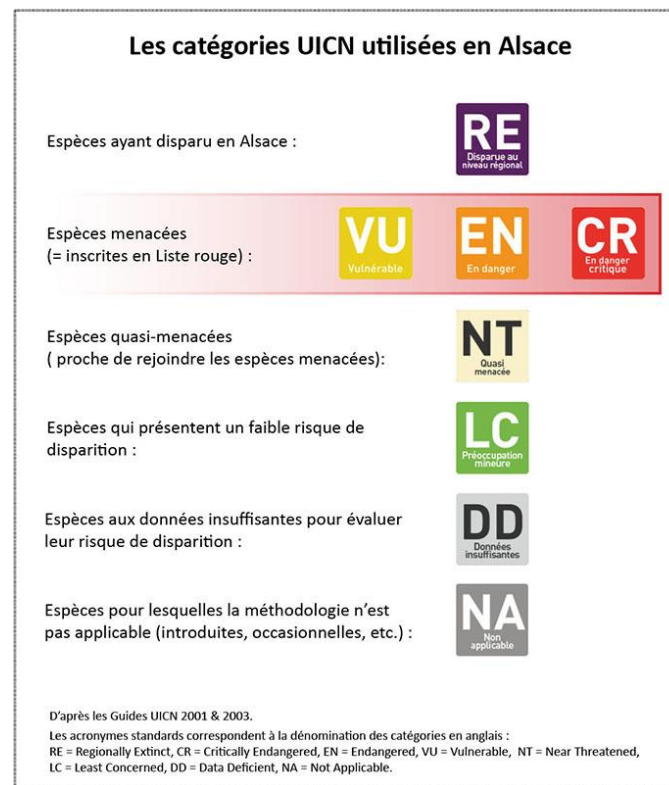 Les catégories UICN utilisées en Alsace
Espèces ayant disparu en Alsace :
RE
Disparue au
niveau régional
Espèces menacées
(= inscrites en Liste rouge) :
VU
Vulnérable
EN
En danger
CR
En danger
critique
Espèces quasi-menacées
( proche de rejoindre les espèces menacées):
NT
Quasi
menacée
Espèces qui présentent un faible risque de
disparition :
LC
Préoccupation
mineure
Espèces aux données insuffisantes pour évaluer
leur risque de disparition :
DD
Données
insuffisantes
Espèces pour lesquelles la méthodologie n'est
pas applicable (introduites, occasionnelles, etc.) :
NA
Non
applicable
D'après les Guides UICN 2001 & 2003.
Les acronymes standards correspondent à la dénomination des catégories en anglais :
RE = Regionally Extinct, CR = Critically Endangered, EN = Endangered, VU = Vulnerable, NT = Near Threatened,
LC = Least Concerned, DD = Data Deficient, NA = Not Applicable.